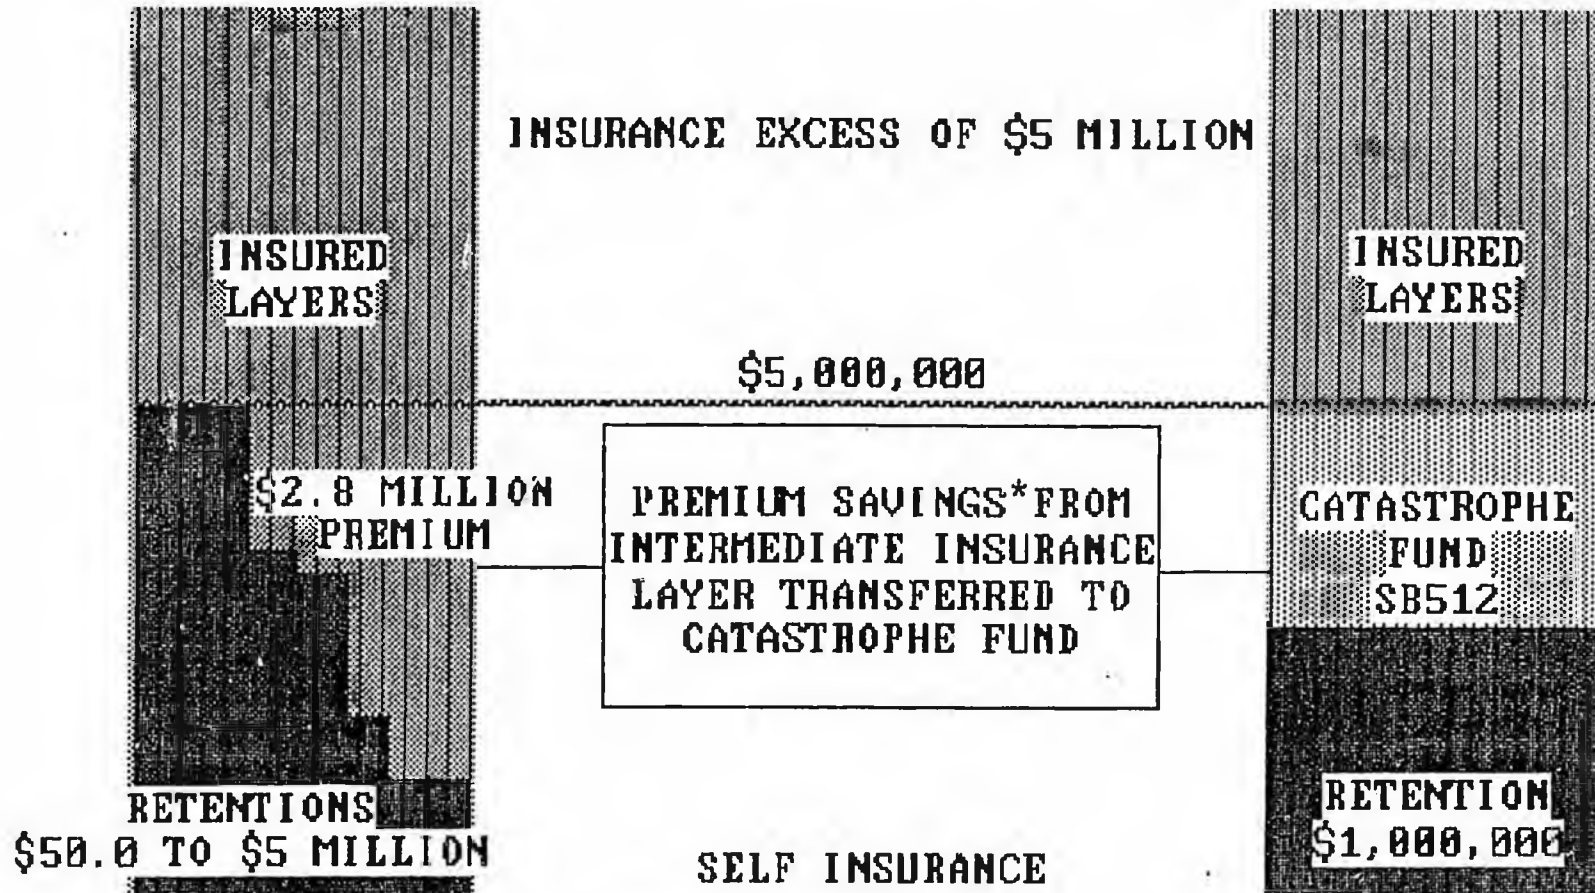 INSURANCE EXCESS OF $5 MILLION
INSURED
LAYERS
INSURED
LAYERS
$5,000,000
$2.8 MILLION
PREMIUM
PREMIUM SAVINGS* FROM
INTERMEDIATE INSURANCE
LAYER TRANSFERRED TO
CATASTROPHE FUND
CATASTROPHE
FUND
SB512
RETENTIONS
$50.0 TO $5 MILLION
SELF INSURANCE
RETENTION
$1,000,000